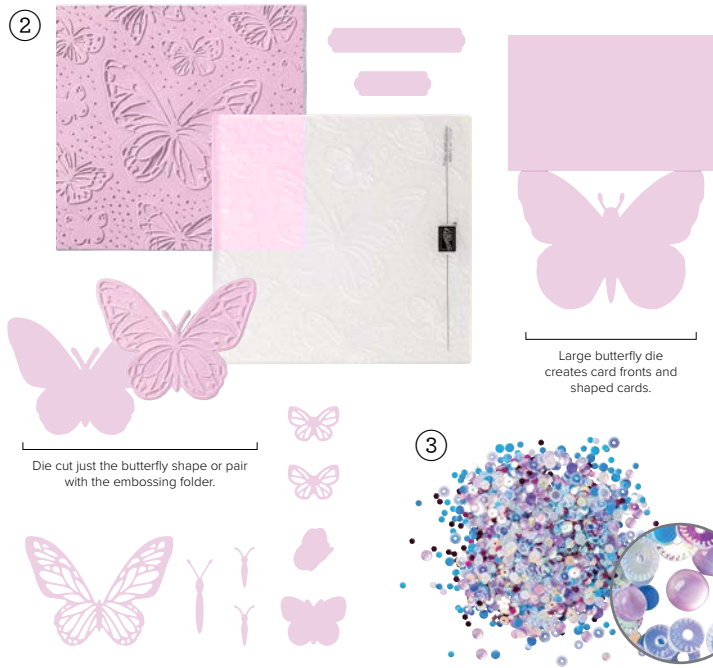 2
Large butterfly die
creates card fronts and
shaped cards.
Die cut just the butterfly shape or pair
with the embossing folder.
3